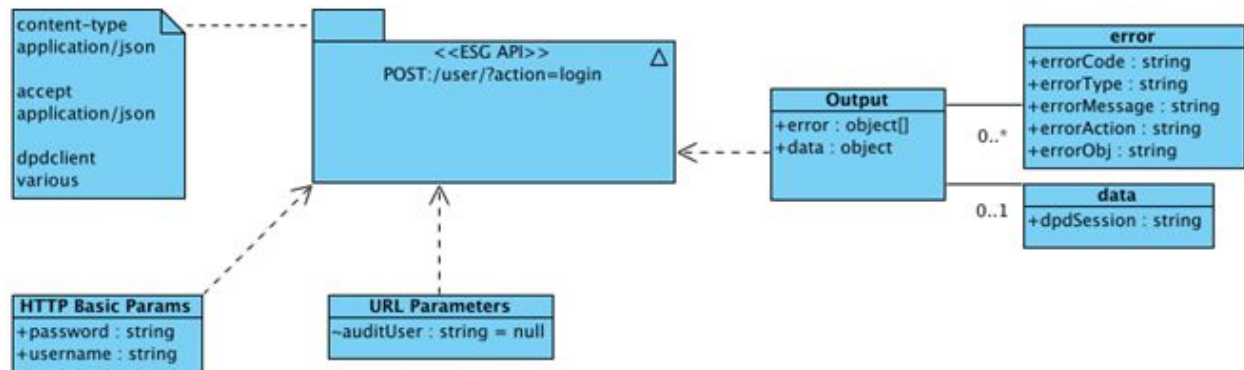 content-type
application/json
accept
application/json
dpdclient
various
<<ESG API>>
POST:/user/?action=login
Output
+error : object[]
+data : object
0..*
0..1
error
+errorCode : string
+errorType : string
+errorMessage : string
+errorAction : string
+errorObj : string
data
+dpdSession : string
HTTP Basic Params
+password : string
+username : string
URL Parameters
~auditUser : string = null